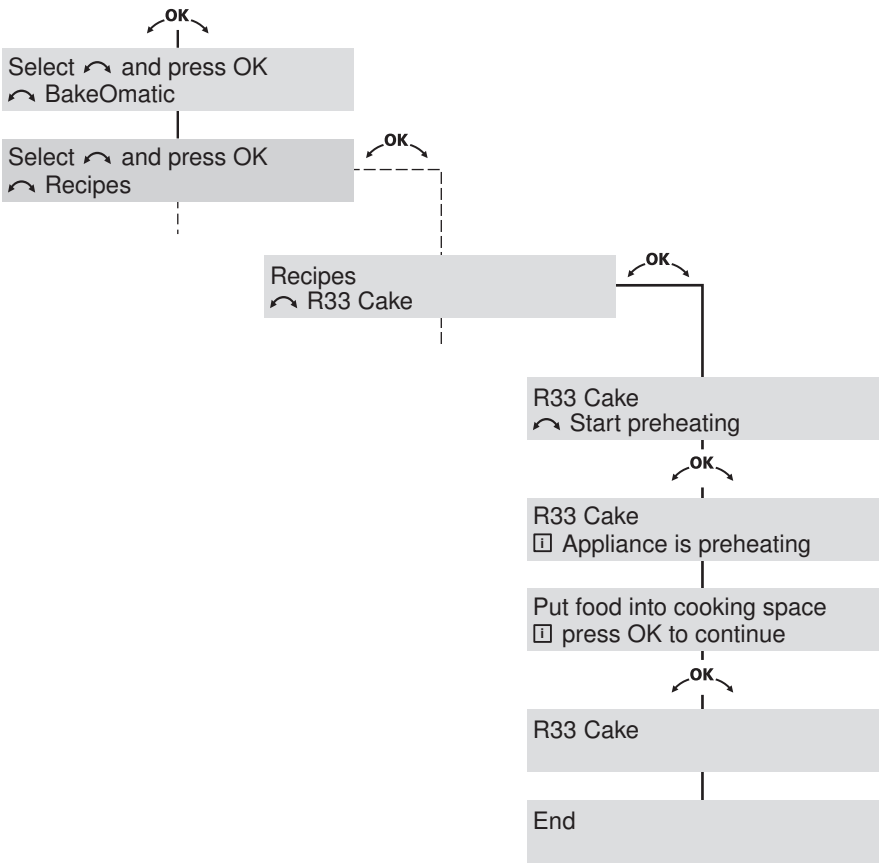 OK
Select and press OK
BakeOmatic
Select and press OK
Recipes
OK
Recipes
R33 Cake
OK
R33 Cake
Start preheating
OK
R33 Cake
i Appliance is preheating
Put food into cooking space
i press OK to continue
OK
R33 Cake
End